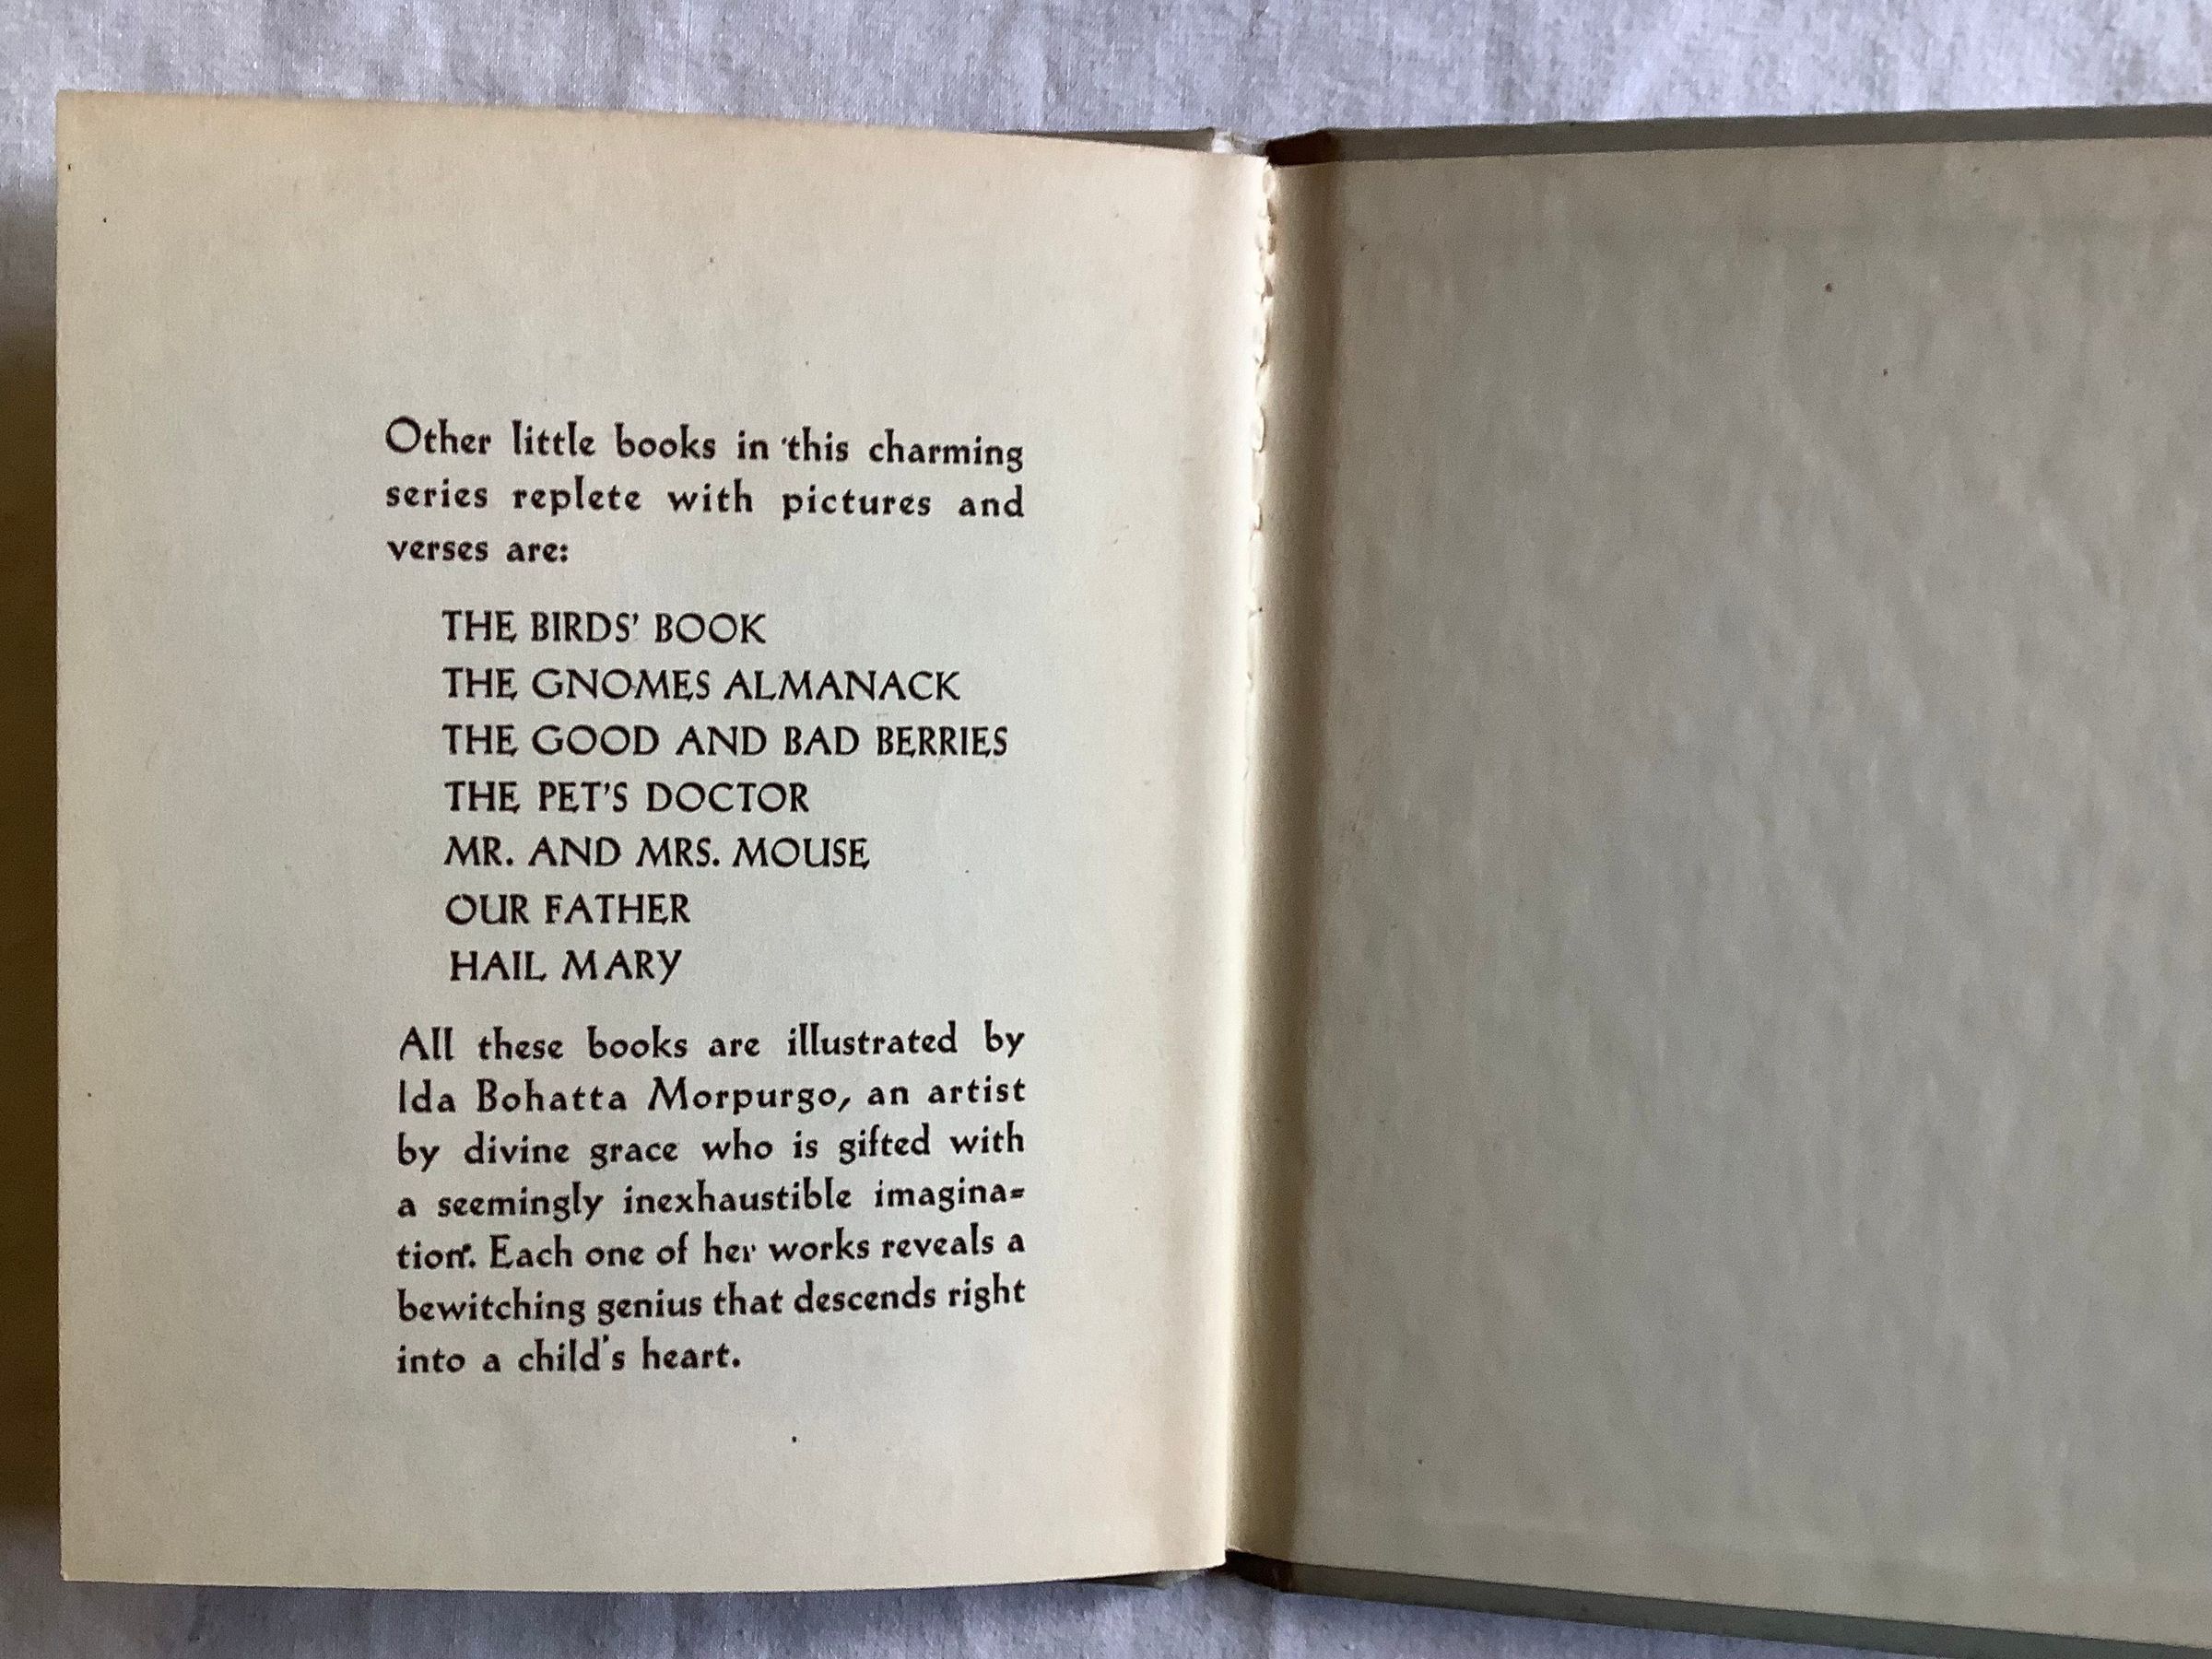 Other little books in this charming
series replete with pictures and
verses are:
THE BIRDS' BOOK
THE GNOMES ALMANACK
THE GOOD AND BAD BERRIES
THE PET'S DOCTOR
MR. AND MRS. MOUSE
OUR FATHER
HAIL MARY
All these books are illustrated by
Ida Bohatta Morpurgo, an artist
by divine grace who is gifted with
a seemingly inexhaustible imagina=
tion. Each one of her works reveals a
bewitching genius that descends right
into a child's heart.